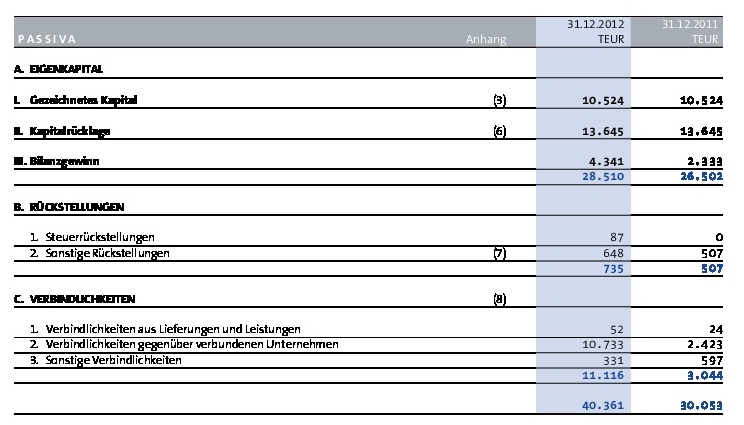 31.12.2012 31.12.2011
PASSIVA Anhang TEUR TEUR
A. EIGENKAPITAL
I. Gezeichnetes Kapital (3) 10.524 10.524
II. Kapitalrücklage (6) 13.645 13.645
III. Bilanzgewinn 4.341 2.333
28.510 26.502
B. RÜCKSTELLUNGEN
1. Steuerrückstellungen 87 0
2. Sonstige Rückstellungen (7) 648 507
735 507
C. VERBINDLICHKEITEN (8)
1. Verbindlichkeiten aus Lieferungen und Leistungen 52 24
2. Verbindlichkeiten gegenüber verbundenen Unternehmen 10.733 2.423
3. Sonstige Verbindlichkeiten 331 597
11.116 3.044
40.361 30.053